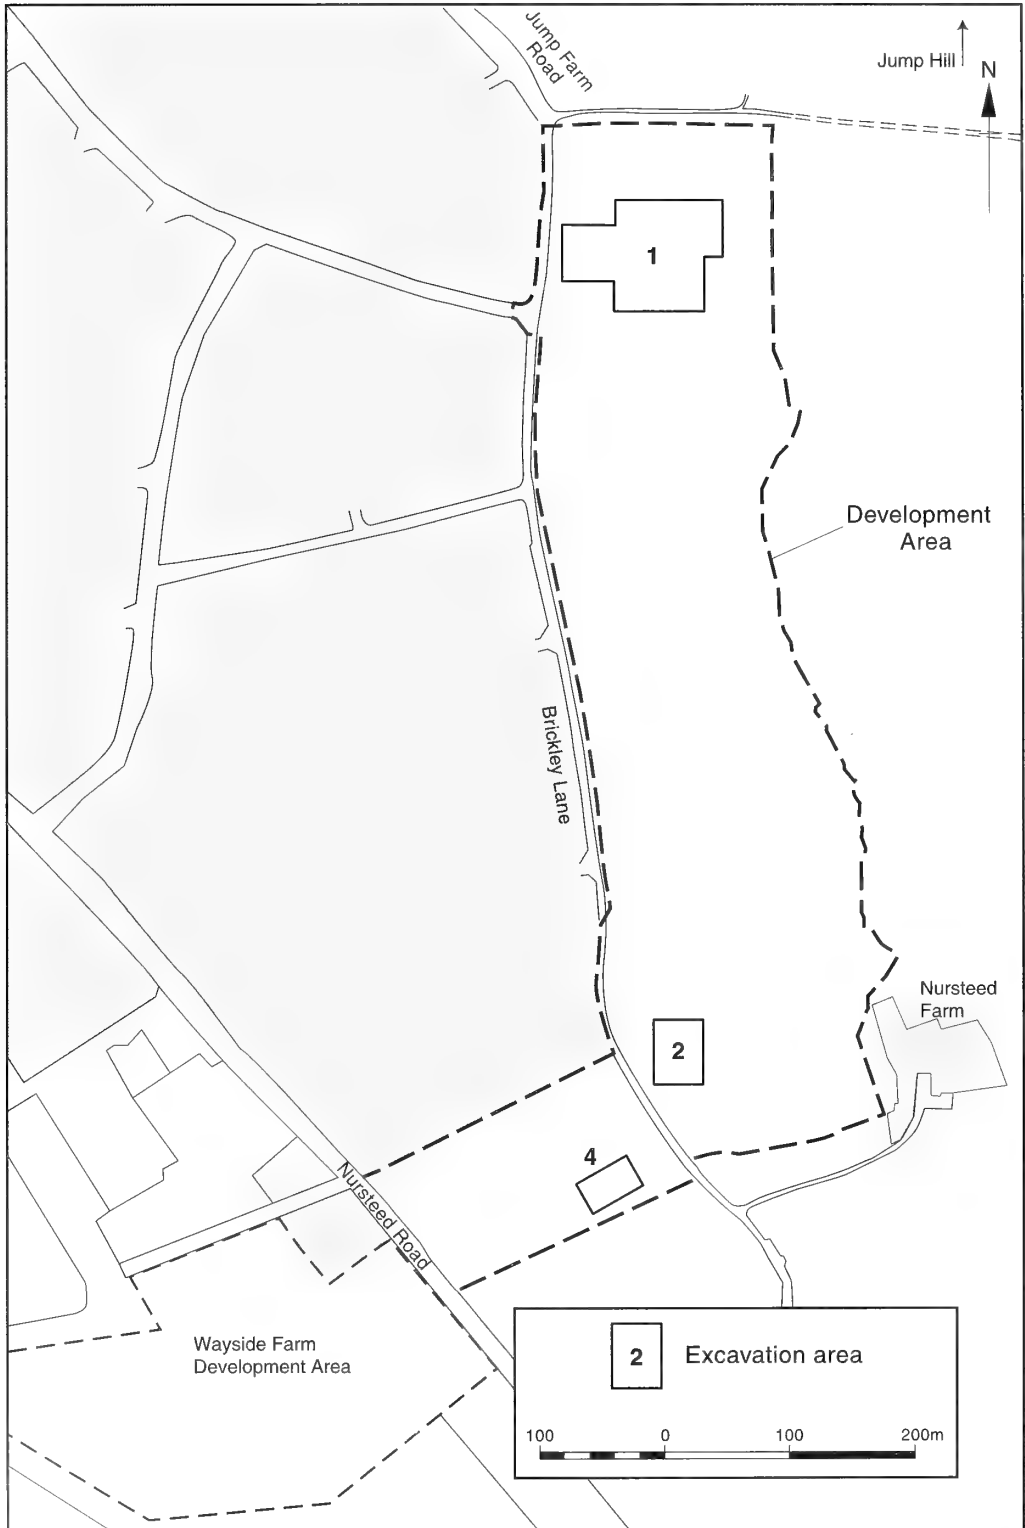 Jump Farm
Road
Jump Hill
N
1
Development
Area
Brickley Lane
Nursteed
Farm
2
4
Nursteed Road
Wayside Farm
Development Area
2 Excavation area
100 0 100 200m